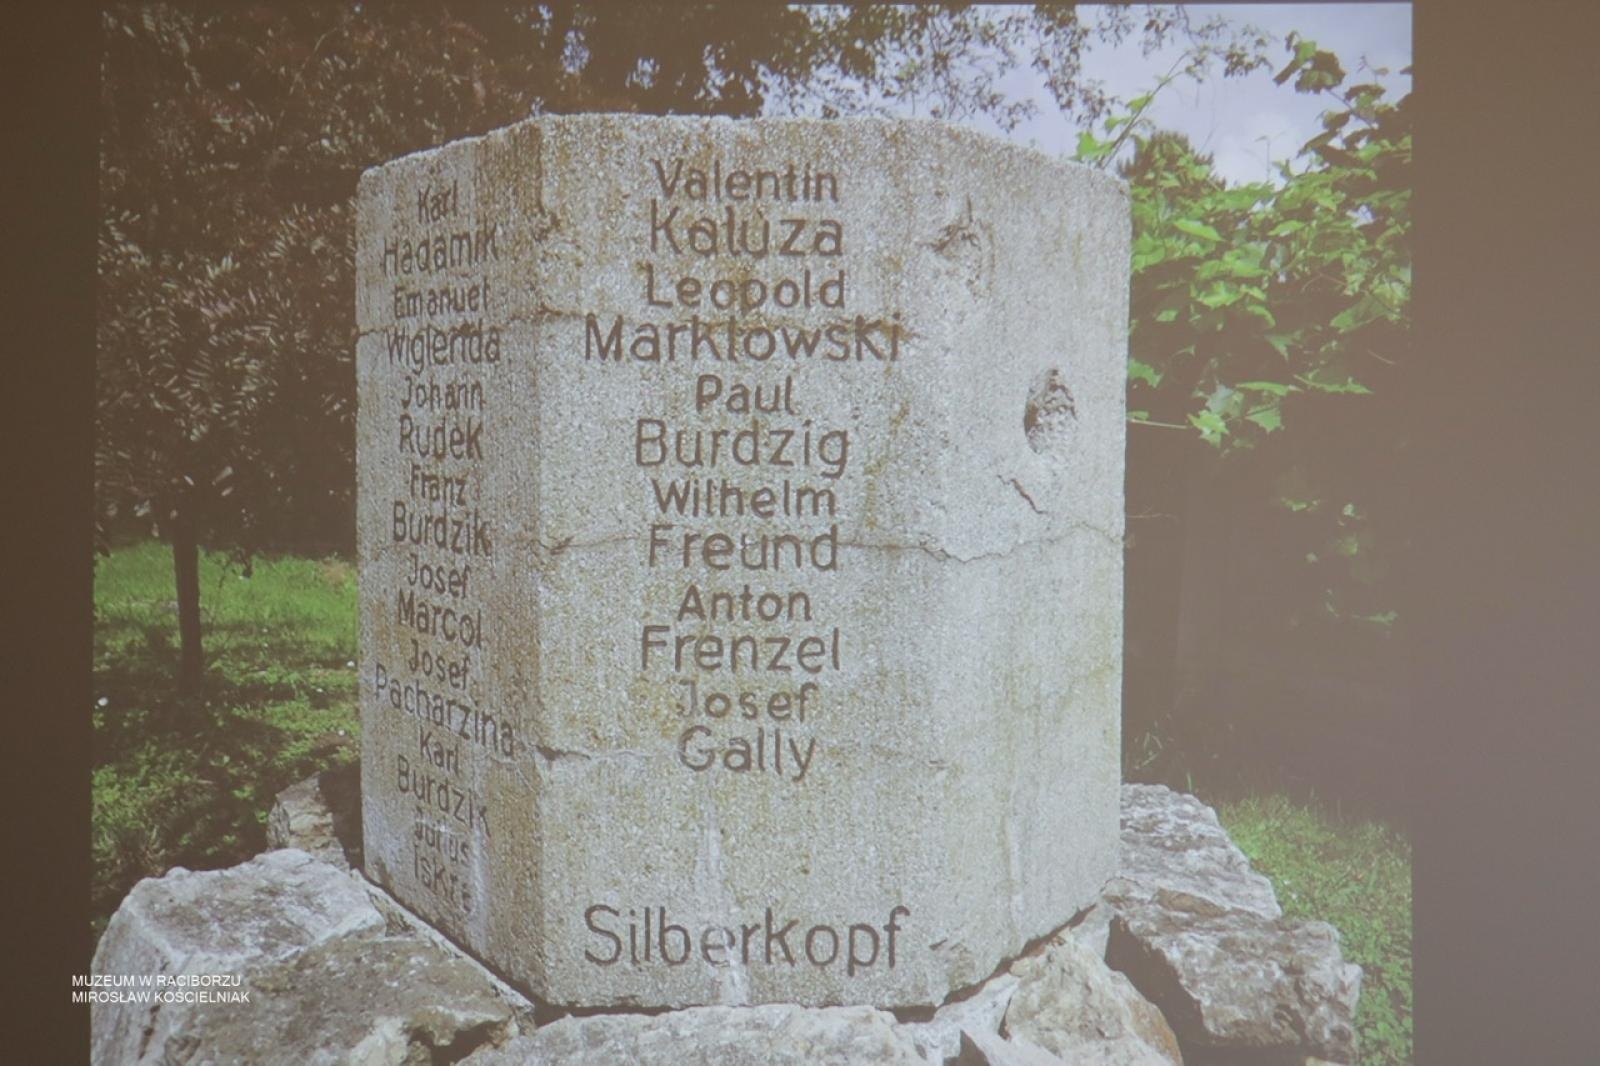 Karl
Hadamik
Emanuel
Wiglenda
Johann
Rudek
Franz
Burdzik
Josef
Marcol
Josef
Pacharzina
Karl
Burdzik
Julius
Valentin
Kaluza
Leopold
Marklowski
Paul
Burdzig
Wilhelm
Freund
Anton
Frenzel
Josef
Gally
Silberkopf
MUZEUM W RACIBORZU
MIROSŁAW KOŚCIELNIAK